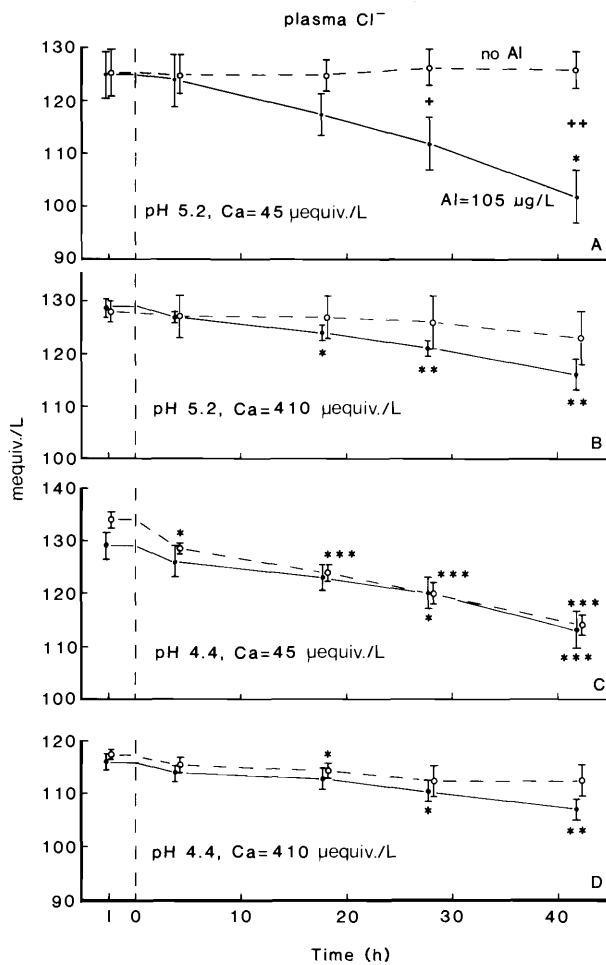 plasma Cl⁻
130
no Al
120
+
++
110
*
100
pH 5.2, Ca=45 µequiv./L
Al=105 µg/L
90
A
130
120
*
**
110
**
pH 5.2, Ca=410 µequiv./L
100
B
mequiv./L
140
130
*
***
***
120
*
***
110
***
pH 4.4, Ca=45 µequiv./L
100
C
120
*
110
*
**
100
pH 4.4, Ca=410 µequiv./L
90
D
I 0 10 20 30 40
Time (h)